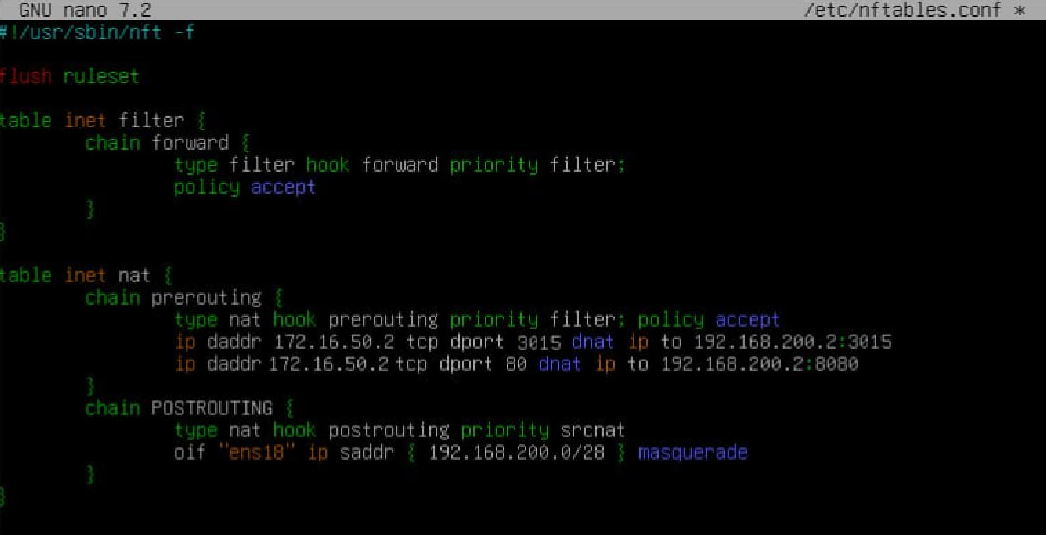 GNU nano 7.2 /etc/nftables.conf *
#!/usr/sbin/nft -f
flush ruleset
table inet filter {
chain forward {
type filter hook forward priority filter;
policy accept
}
}
table inet nat {
chain prerouting {
type nat hook prerouting priority filter; policy accept
ip daddr 172.16.50.2 tcp dport 3015 dnat ip to 192.168.200.2:3015
ip daddr 172.16.50.2 tcp dport 80 dnat ip to 192.168.200.2:8080
}
chain POSTROUTING {
type nat hook postrouting priority srcnat
oif "ens18" ip saddr { 192.168.200.0/28 } masquerade
}
}